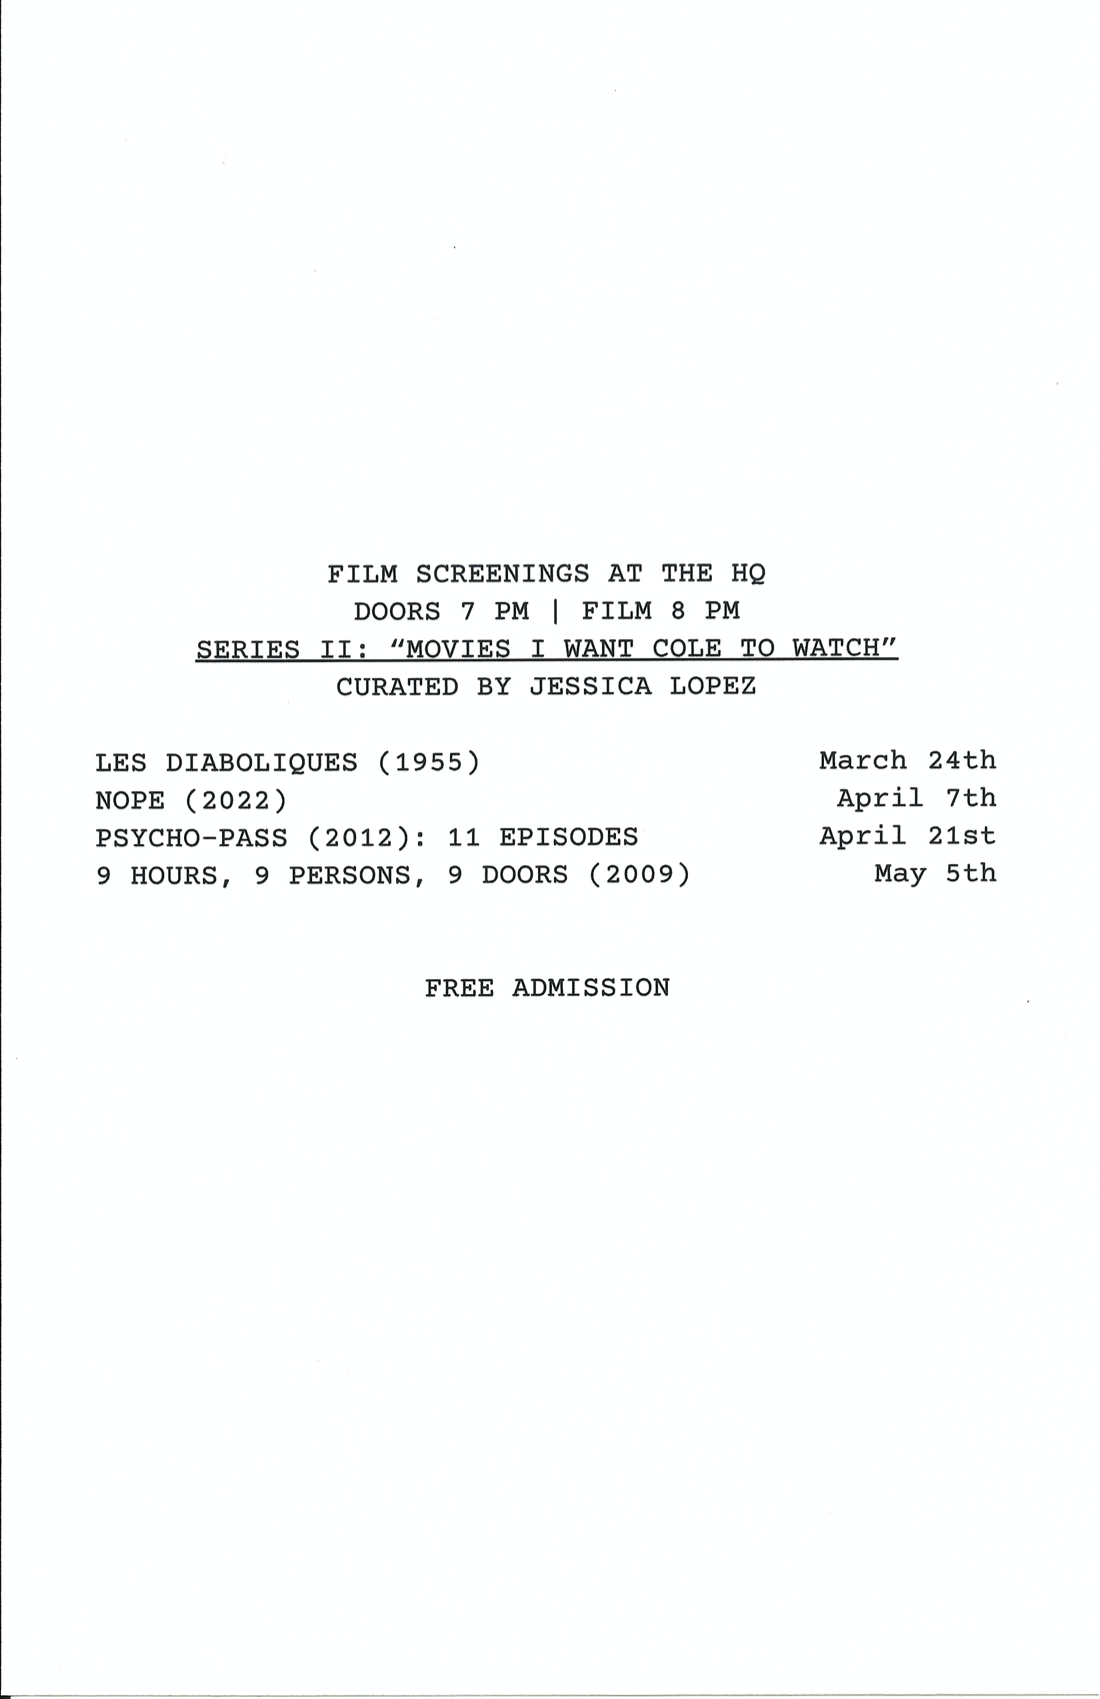 FILM SCREENINGS AT THE HQ
DOORS 7 PM | FILM 8 PM
SERIES II: “MOVIES I WANT COLE TO WATCH”
CURATED BY JESSICA LOPEZ
LES DIABOLIQUES (1955) March 24th
NOPE (2022) April 7th
PSYCHO-PASS (2012): 11 EPISODES April 21st
9 HOURS, 9 PERSONS, 9 DOORS (2009) May 5th
FREE ADMISSION